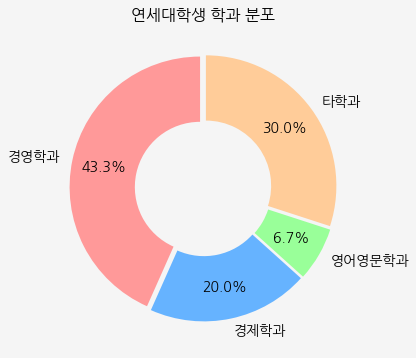 연세대학생 학과 분포
타학과
30.0%
경영학과
43.3%
6.7%
영어영문학과
20.0%
경제학과